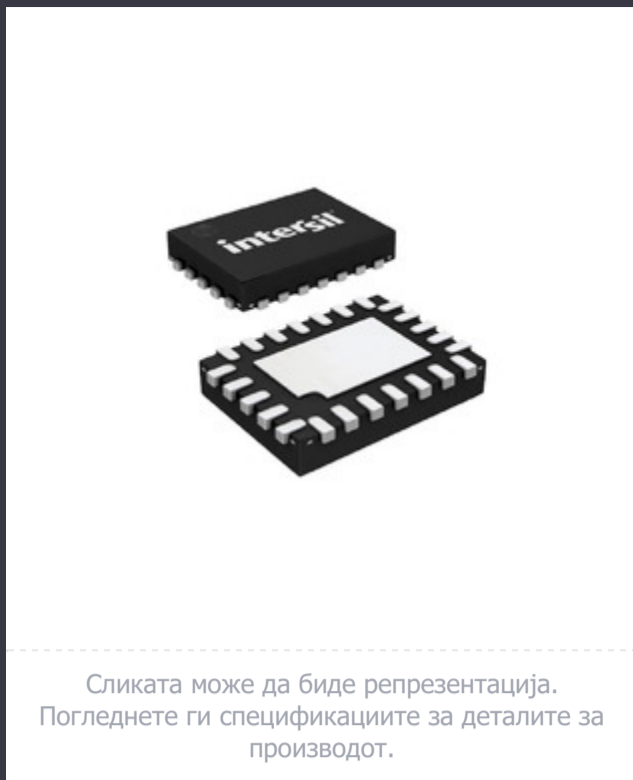 intersil
Сликата може да биде репрезентација.
Погледнете ги спецификациите за деталите за
производот.